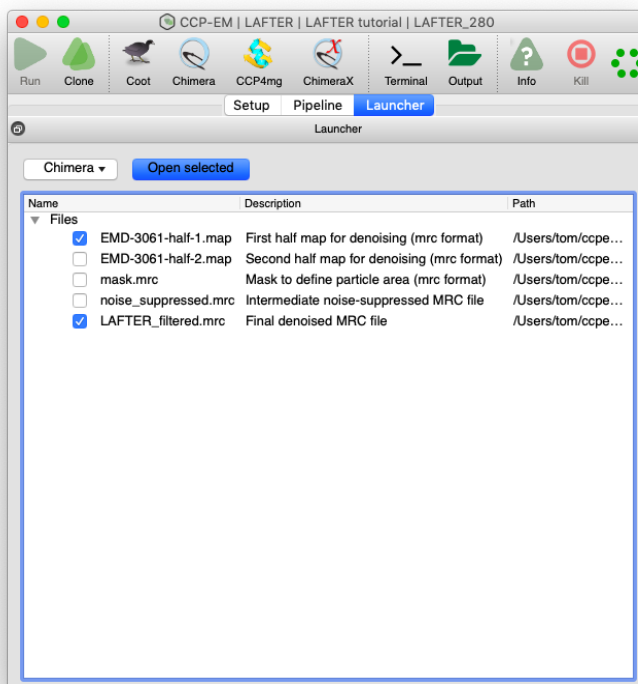 CCP-EM | LAFTER | LAFTER tutorial | LAFTER_280
Run Clone Coot Chimera CCP4mg ChimeraX Terminal Output Info Kill
Setup Pipeline Launcher
Launcher
Chimera Open selected
Name Description Path
Files
EMD-3061-half-1.map First half map for denoising (mrc format) /Users/tom/ccpe...
EMD-3061-half-2.map Second half map for denoising (mrc format) /Users/tom/ccpe...
mask.mrc Mask to define particle area (mrc format) /Users/tom/ccpe...
noise_suppressed.mrc Intermediate noise-suppressed MRC file /Users/tom/ccpe...
LAFTER_filtered.mrc Final denoised MRC file /Users/tom/ccpe...